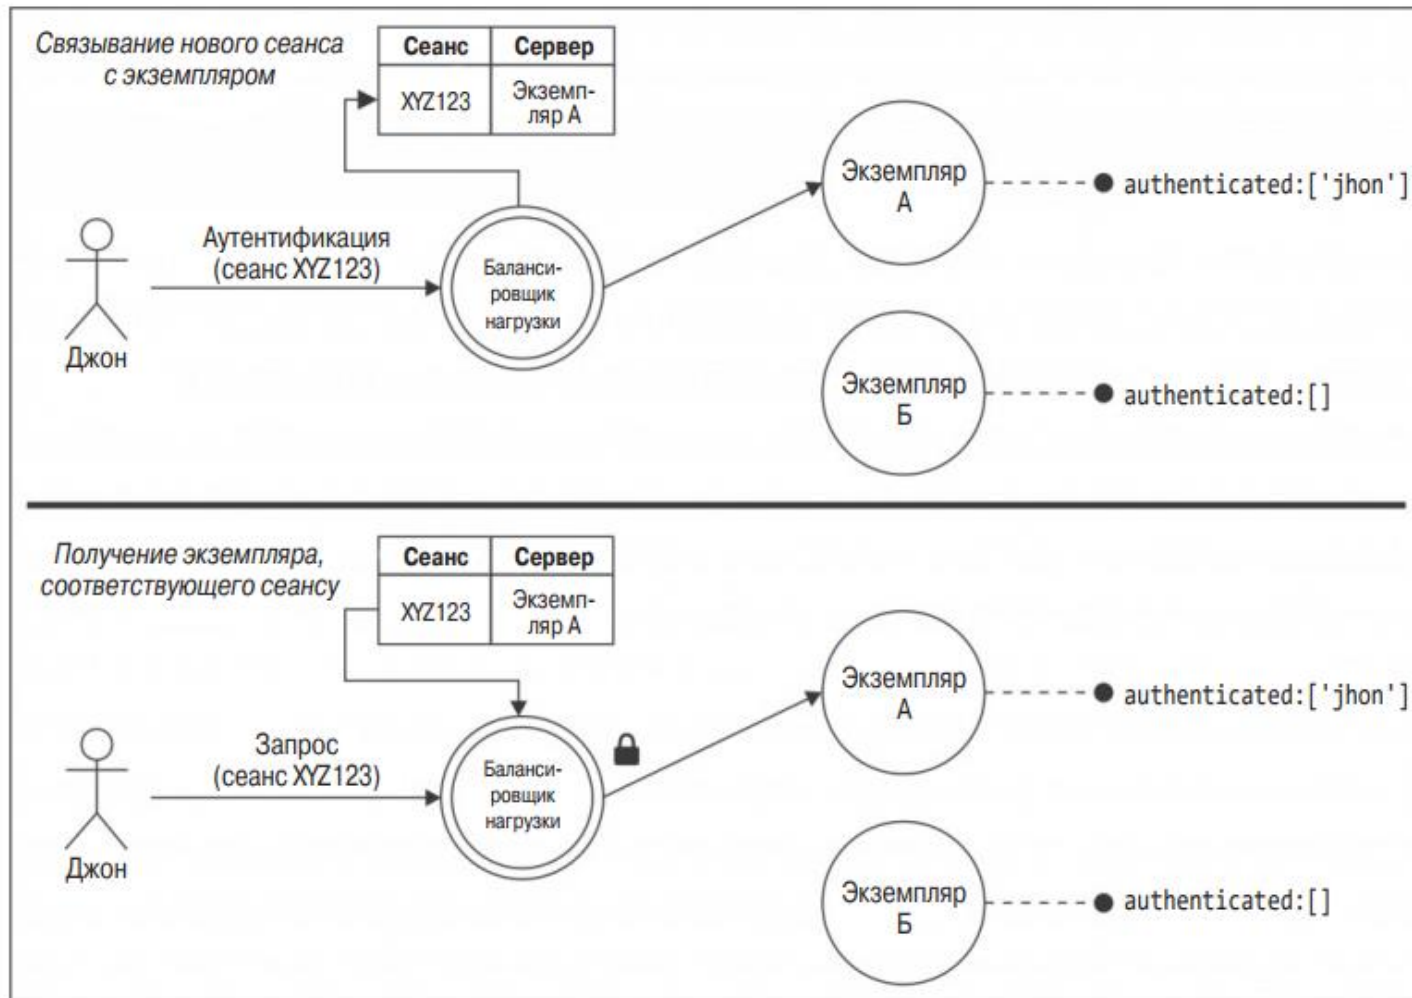 Связывание нового сеанса
с экземпляром
Сеанс Сервер
XYZ123 Экземп-
ляр А
Экземпляр
А
authenticated:['jhon']
Аутентификация
(сеанс XYZ123)
Баланси-
ровщик
нагрузки
Джон
Экземпляр
Б
authenticated:[]
Получение экземпляра,
соответствующего сеансу
Сеанс Сервер
XYZ123 Экземп-
ляр А
Экземпляр
А
authenticated:['jhon']
Запрос
(сеанс XYZ123)
Баланси-
ровщик
нагрузки
Джон
Экземпляр
Б
authenticated:[]